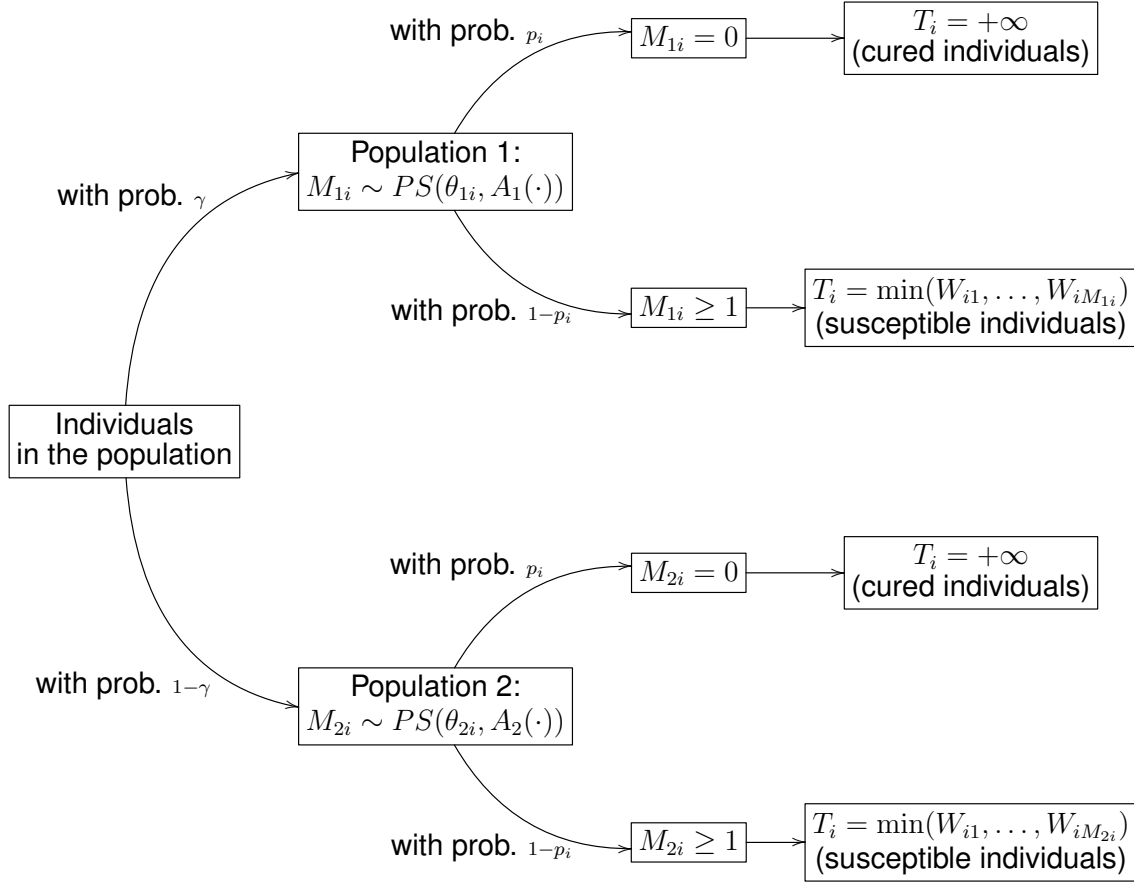 with prob. p_i
M_{1i} = 0
T_i = +∞
(cured individuals)
Population 1:
M_{1i} ∼ PS(θ_{1i}, A_1(·))
with prob. γ
with prob. 1−p_i
M_{1i} ≥ 1
T_i = min(W_{i1}, . . . , W_{iM_{1i}})
(susceptible individuals)
Individuals
in the population
with prob. p_i
M_{2i} = 0
T_i = +∞
(cured individuals)
with prob. 1−γ
Population 2:
M_{2i} ∼ PS(θ_{2i}, A_2(·))
with prob. 1−p_i
M_{2i} ≥ 1
T_i = min(W_{i1}, . . . , W_{iM_{2i}})
(susceptible individuals)